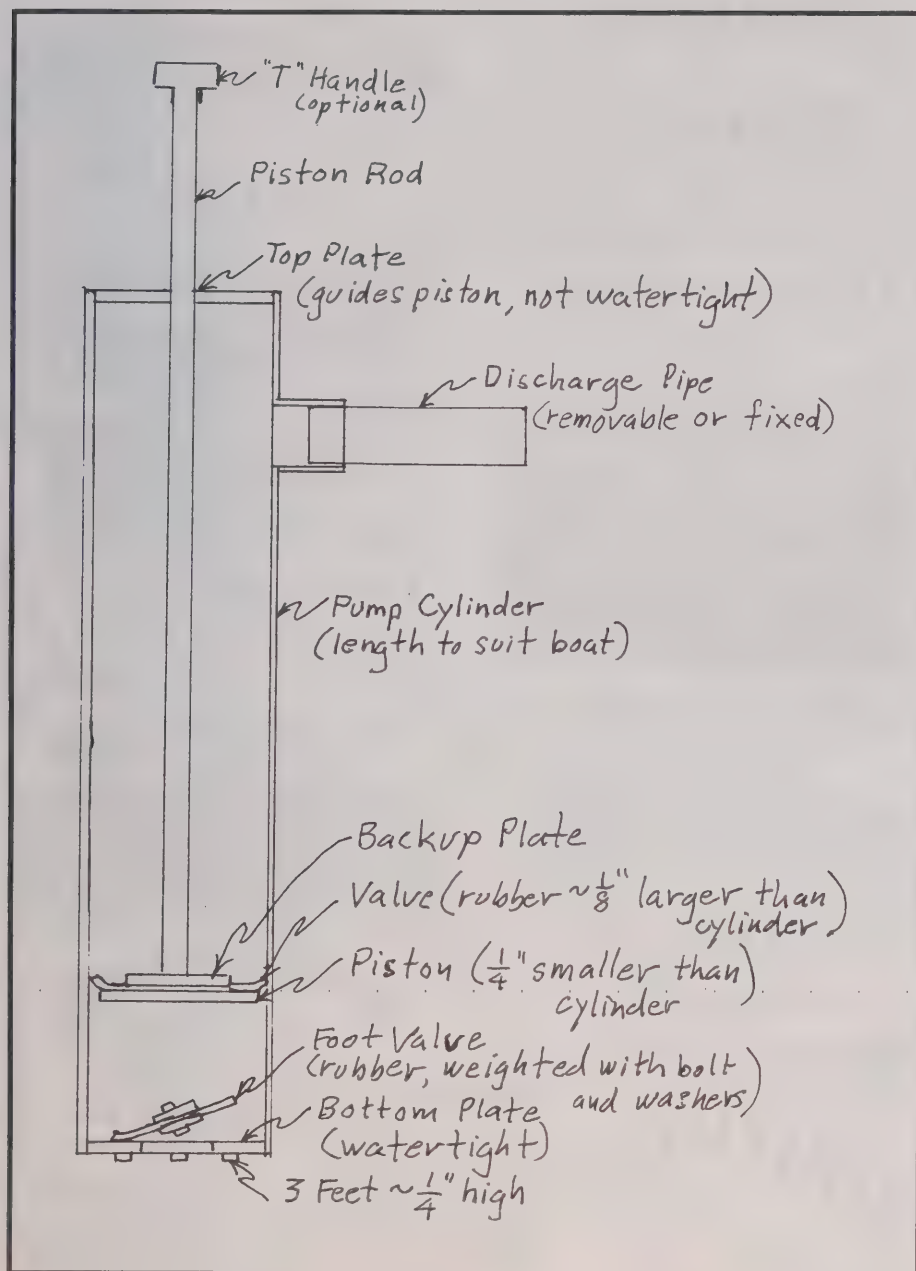 "T" Handle
(optional)
Piston Rod
Top Plate
(guides piston, not watertight)
Discharge Pipe
(removable or fixed)
Pump Cylinder
(length to suit boat)
Backup Plate
Valve (rubber ~ 1/8" larger than
cylinder)
Piston (1/4" smaller than)
cylinder
Foot Valve
(rubber, weighted with bolt
and washers)
Bottom Plate
(watertight)
3 Feet ~ 1/4" high